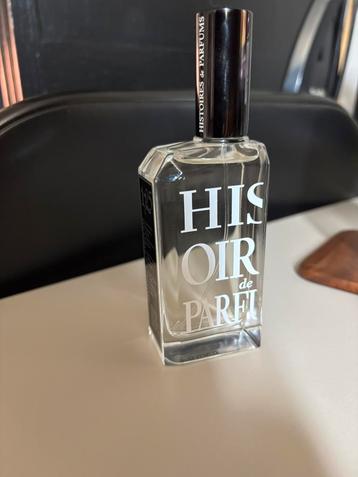 HISTOIRES de PARFUMS
HIS
OIR
de
PARFU